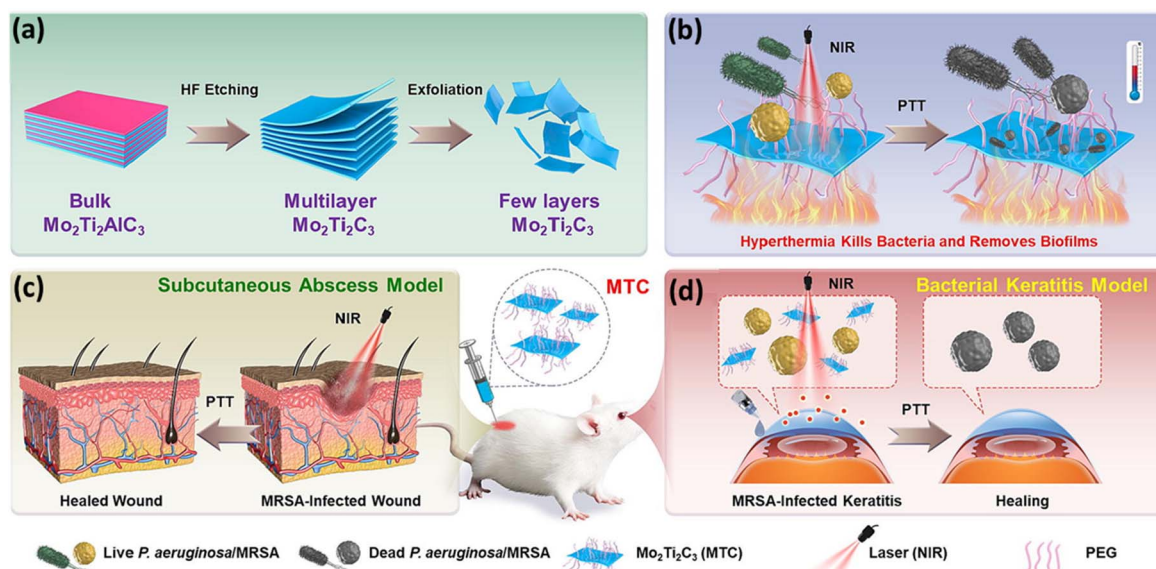 (a)
HF Etching
Exfoliation
Bulk
Mo₂Ti₂AlC₃
Multilayer
Mo₂Ti₂C₃
Few layers
Mo₂Ti₂C₃
(b)
NIR
PTT
Hyperthermia Kills Bacteria and Removes Biofilms
(c)
Subcutaneous Abscess Model
NIR
PTT
Healed Wound
MRSA-Infected Wound
MTC
(d)
NIR
Bacterial Keratitis Model
PTT
MRSA-Infected Keratitis
Healing
Live P. aeruginosa/MRSA
Dead P. aeruginosa/MRSA
Mo₂Ti₂C₃ (MTC)
Laser (NIR)
PEG